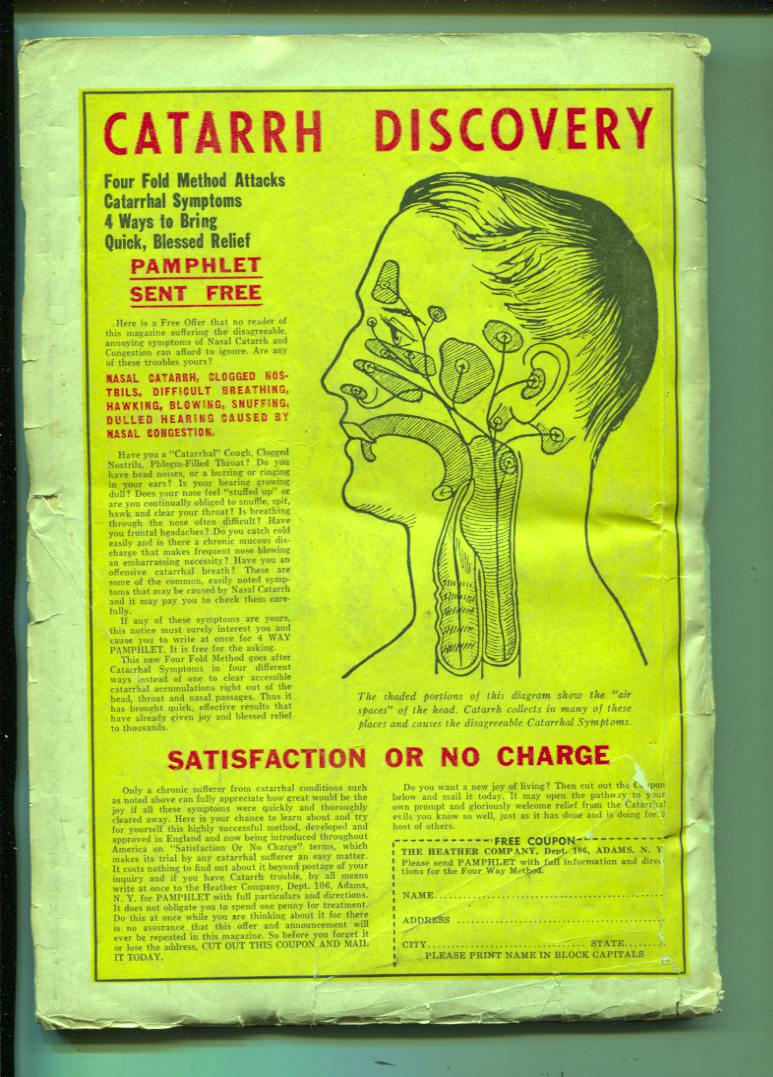 CATARRH DISCOVERY
Four Fold Method Attacks
Catarrhal Symptoms
4 Ways to Bring
Quick, Blessed Relief
PAMPHLET
SENT FREE
Here is a Free Offer that no reader of
this magazine suffering the disagreeable,
annoying symptoms of Nasal Catarrh and
Congestion can afford to ignore. Are any
of these troubles yours?
NASAL CATARRH, CLOGGED NOS-
TRILS, DIFFICULT BREATHING,
HAWKING, BLOWING, SNUFFING,
DULLED HEARING CAUSED BY
NASAL CONGESTION.
Have you a "Catarrhal" Cough, Clogged
Nostrils, Phlegm-Filled Throat? Do you
have head noises, or a buzzing or ringing
in your ears? Is your hearing growing
dull? Does your nose feel "stuffed up" or
are you continually obliged to snuffle, spit,
hawk and clear your throat? Is breathing
through the nose often difficult? Have
you frontal headaches? Do you catch cold
easily and is there a chronic mucous dis-
charge that makes frequent nose blowing
an embarrassing necessity? Have you an
offensive catarrhal breath? These are
some of the common, easily noted symp-
toms that may be caused by Nasal Catarrh
and it may pay you to check them care-
fully.
If any of these symptoms are yours,
this notice must surely interest you and
cause you to write at once for 4 WAY
PAMPHLET. It is free for the asking.
This new Four Fold Method goes after
Catarrhal Symptoms in four different
ways instead of one to clear accessible
catarrhal accumulations right out of the
head, throat and nasal passages. Thus it
has brought quick, effective results that
have already given joy and blessed relief
to thousands.
The shaded portions of this diagram show the "air
spaces" of the head. Catarrh collects in many of these
places and causes the disagreeable Catarrhal Symptoms.
SATISFACTION OR NO CHARGE
Only a chronic sufferer from catarrhal conditions such
as noted above can fully appreciate how great would be the
joy if all these symptoms were quickly and thoroughly
cleared away. Here is your chance to learn about and try
for yourself this highly successful method, developed and
approved in England and now being introduced throughout
America on "Satisfaction Or No Charge" terms, which
makes its trial by any catarrhal sufferer an easy matter.
It costs nothing to find out about it beyond postage of your
inquiry and if you have Catarrh trouble, by all means
write at once to the Heather Company, Dept. 106, Adams,
N. Y. for PAMPHLET with full particulars and directions.
It does not obligate you to spend one penny for treatment.
Do this at once while you are thinking about it for there
is no assurance that this offer and announcement will
ever be repeated in this magazine. So before you forget it
or lose the address, CUT OUT THIS COUPON AND MAIL
IT TODAY.
Do you want a new joy of living? Then cut out the Coupon
below and mail it today. It may open the pathway to your
own prompt and gloriously welcome relief from the Catarrhal
evils you know so well, just as it has done and is doing for a
host of others.
FREE COUPON
THE HEATHER COMPANY, Dept. 106, ADAMS, N. Y.
Please send PAMPHLET with full information and direc-
tions for the Four Way Method.
NAME
ADDRESS
CITY STATE
PLEASE PRINT NAME IN BLOCK CAPITALS